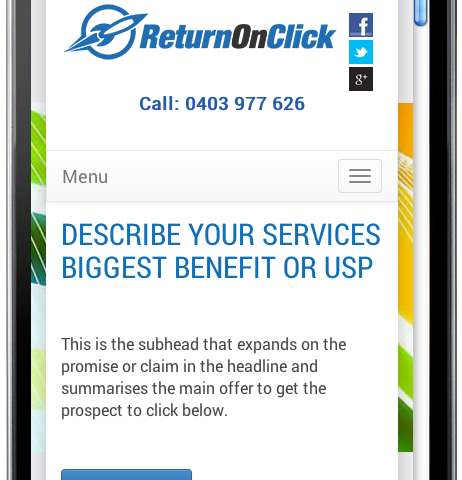 ReturnOnClick
f
g+
Call: 0403 977 626
Menu
DESCRIBE YOUR SERVICES
BIGGEST BENEFIT OR USP
This is the subhead that expands on the
promise or claim in the headline and
summarises the main offer to get the
prospect to click below.